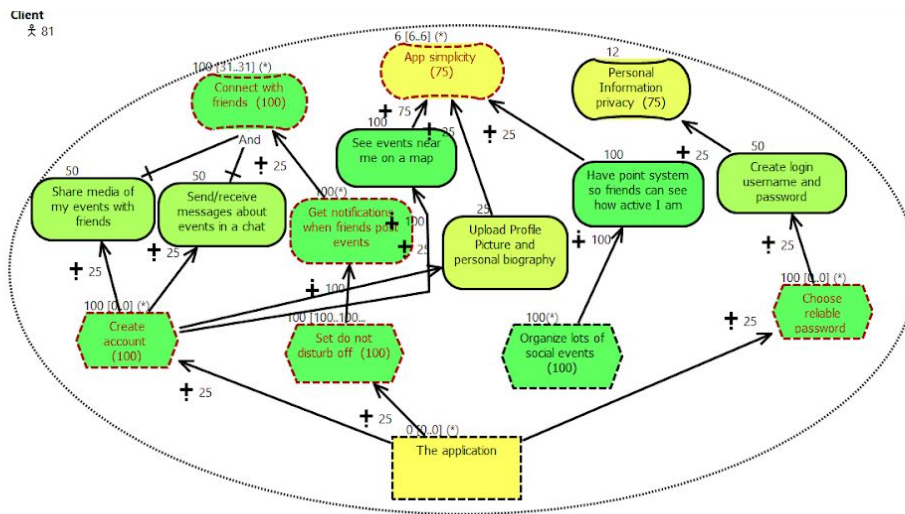 Client
81
6 [6..6] (*)
App simplicity
(75)
100 [31..31] (*)
Connect with
friends (100)
12
Personal
Information
privacy (75)
And
75
25
25
25
25
100
See events near
me on a map
50
Share media of
my events with
friends
50
Send/receive
messages about
events in a chat
100(*)
Get notifications
when friends post
events
100
25
25
Upload Profile
Picture and
personal biography
100
Have point system
so friends can see
how active I am
50
Create login
username and
password
25
25
100
100
25
100 [0..0] (*)
Create
account
(100)
100 [100..100...
Set do not
disturb off (100)
100(*)
Organize lots of
social events
(100)
100 [0..0] (*)
Choose
reliable
password
25
25
25
0 [0..0] (*)
The application